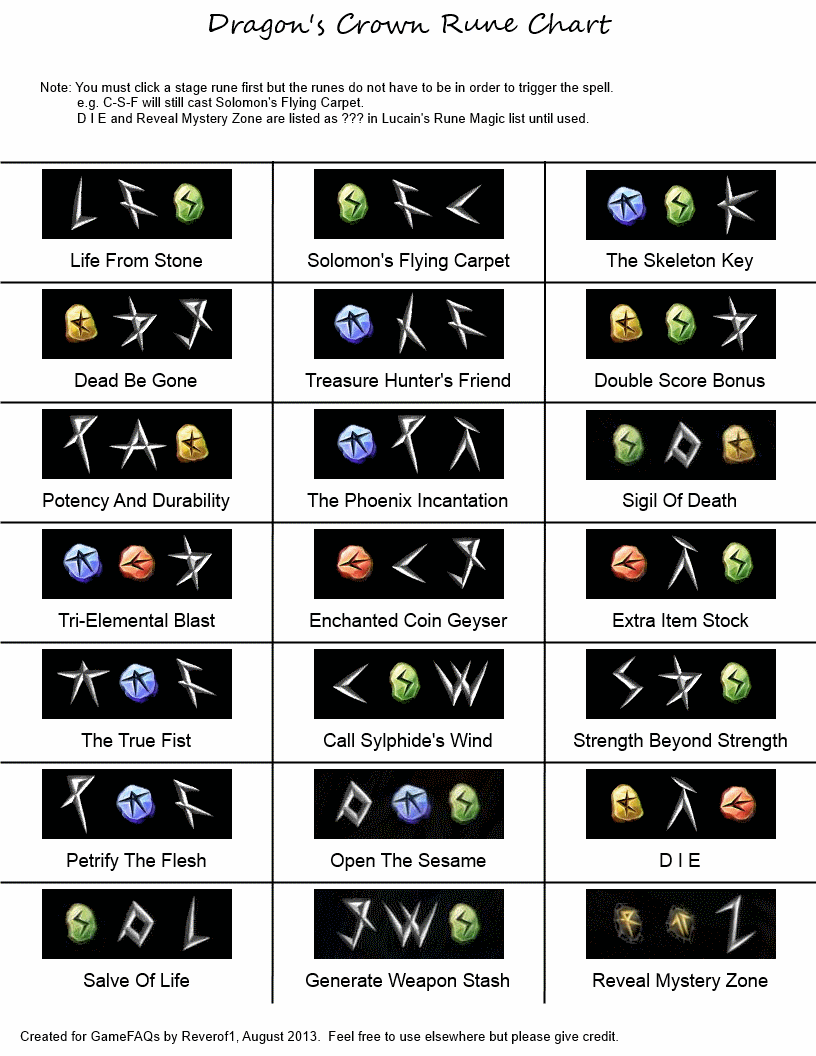 Dragon's Crown Rune Chart
Note: You must click a stage rune first but the runes do not have to be in order to trigger the spell.
e.g. C-S-F will still cast Solomon's Flying Carpet.
D I E and Reveal Mystery Zone are listed as ??? in Lucain's Rune Magic list until used.
Life From Stone
Solomon's Flying Carpet
The Skeleton Key
Dead Be Gone
Treasure Hunter's Friend
Double Score Bonus
Potency And Durability
The Phoenix Incantation
Sigil Of Death
Tri-Elemental Blast
Enchanted Coin Geyser
Extra Item Stock
The True Fist
Call Sylphide's Wind
Strength Beyond Strength
Petrify The Flesh
Open The Sesame
D I E
Salve Of Life
Generate Weapon Stash
Reveal Mystery Zone
Created for GameFAQs by Reverof1, August 2013.  Feel free to use elsewhere but please give credit.